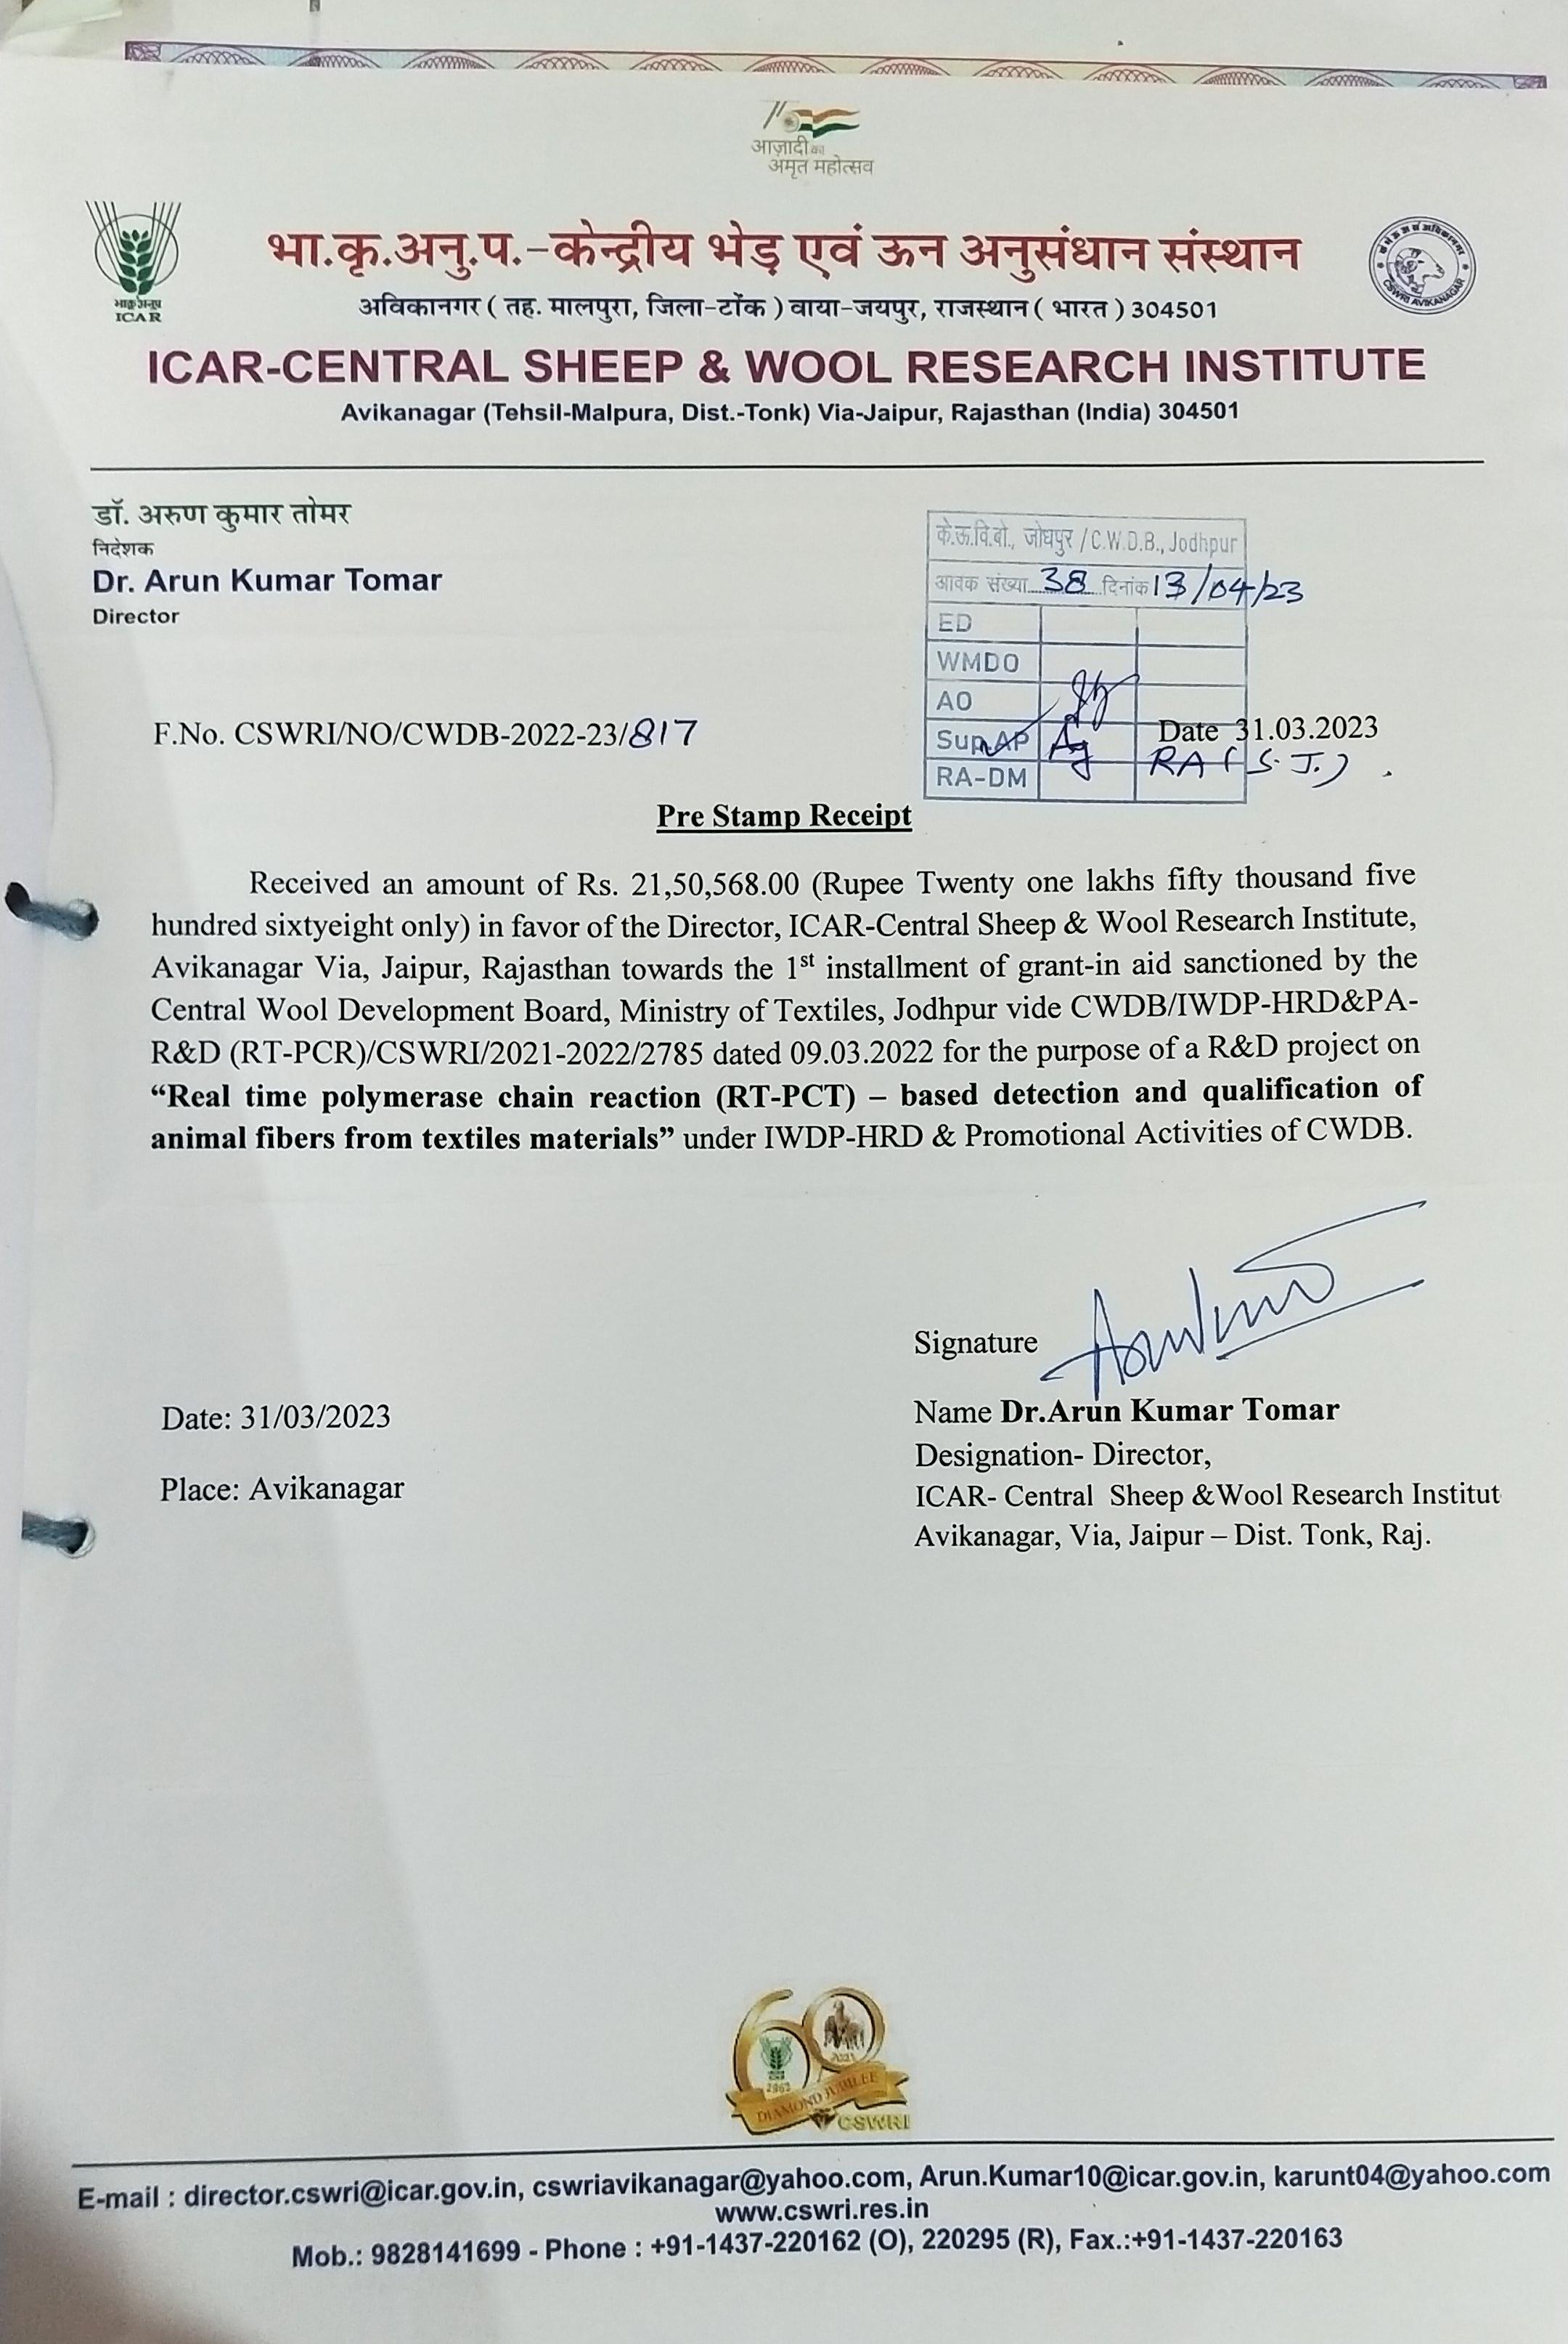 आज़ादी का
अमृत महोत्सव
भाकृअनुप
ICAR
भा.कृ.अनु.प.-केन्द्रीय भेड़ एवं ऊन अनुसंधान संस्थान
अविकानगर ( तह. मालपुरा, जिला-टोंक ) वाया-जयपुर, राजस्थान ( भारत ) 304501
CSWRI AVIKANAGAR
ICAR-CENTRAL SHEEP & WOOL RESEARCH INSTITUTE
Avikanagar (Tehsil-Malpura, Dist.-Tonk) Via-Jaipur, Rajasthan (India) 304501
डॉ. अरुण कुमार तोमर
निदेशक
Dr. Arun Kumar Tomar
Director
के.ऊ.वि.बो., जोधपुर / C.W.D.B., Jodhpur
आवक संख्या 38 दिनांक 13/04/23
ED
WMDO
AO
Sup.AP
RA-DM
RA (S.J.)
F.No. CSWRI/NO/CWDB-2022-23/817
Date 31.03.2023
Pre Stamp Receipt
Received an amount of Rs. 21,50,568.00 (Rupee Twenty one lakhs fifty thousand five
hundred sixtyeight only) in favor of the Director, ICAR-Central Sheep & Wool Research Institute,
Avikanagar Via, Jaipur, Rajasthan towards the 1st installment of grant-in aid sanctioned by the
Central Wool Development Board, Ministry of Textiles, Jodhpur vide CWDB/IWDP-HRD&PA-
R&D (RT-PCR)/CSWRI/2021-2022/2785 dated 09.03.2022 for the purpose of a R&D project on
“Real time polymerase chain reaction (RT-PCT) – based detection and qualification of
animal fibers from textiles materials” under IWDP-HRD & Promotional Activities of CWDB.
Signature
Date: 31/03/2023
Name Dr.Arun Kumar Tomar
Designation- Director,
Place: Avikanagar
ICAR- Central Sheep &Wool Research Institut
Avikanagar, Via, Jaipur – Dist. Tonk, Raj.
60
1962
DIAMOND JUBILEE
CSWRI
E-mail : director.cswri@icar.gov.in, cswriavikanagar@yahoo.com, Arun.Kumar10@icar.gov.in, karunt04@yahoo.com
www.cswri.res.in
Mob.: 9828141699 - Phone : +91-1437-220162 (O), 220295 (R), Fax.:+91-1437-220163